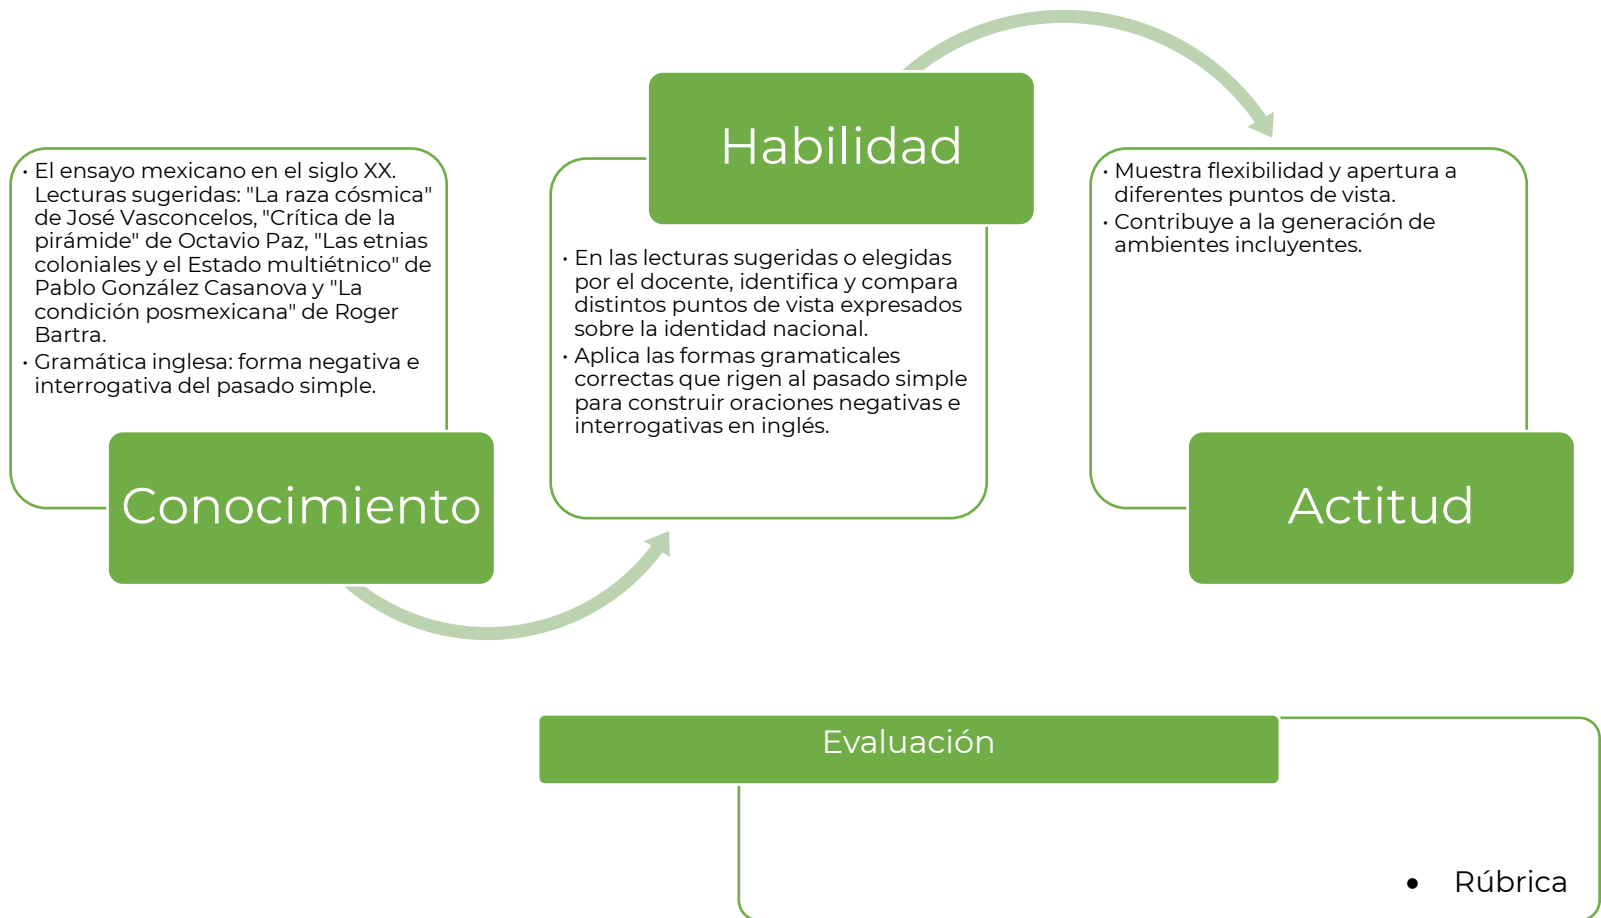 · El ensayo mexicano en el siglo XX.
Lecturas sugeridas: "La raza cósmica"
de José Vasconcelos, "Crítica de la
pirámide" de Octavio Paz, "Las etnias
coloniales y el Estado multiétnico" de
Pablo González Casanova y "La
condición posmexicana" de Roger
Bartra.
· Gramática inglesa: forma negativa e
interrogativa del pasado simple.
Conocimiento
Habilidad
· En las lecturas sugeridas o elegidas
por el docente, identifica y compara
distintos puntos de vista expresados
sobre la identidad nacional.
· Aplica las formas gramaticales
correctas que rigen al pasado simple
para construir oraciones negativas e
interrogativas en inglés.
· Muestra flexibilidad y apertura a
diferentes puntos de vista.
· Contribuye a la generación de
ambientes incluyentes.
Actitud
Evaluación
• Rúbrica